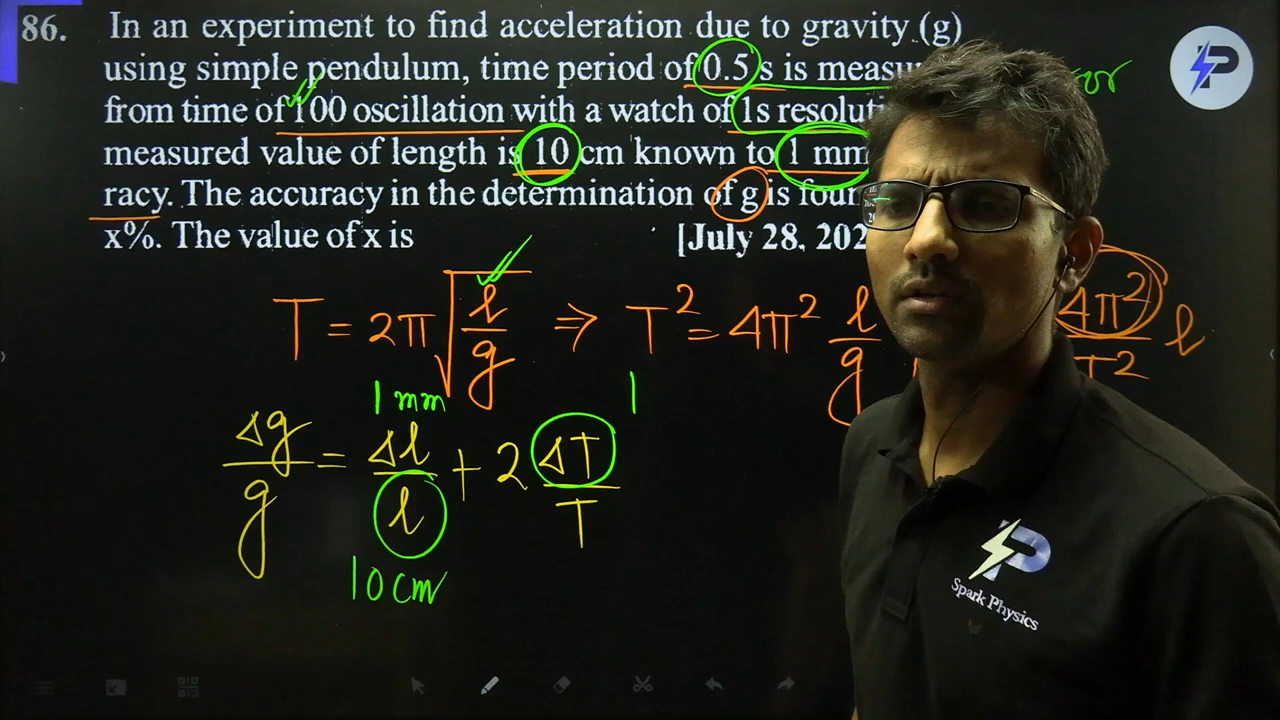 86. In an experiment to find acceleration due to gravity (g)
using simple pendulum, time period of 0.5 s is
from time of 100 oscillation with a watch of 1s
measured value of length is 10 cm known to 1 mm
racy. The accuracy in the determination of g is
x%. The value of x is [July 28, 202
T = 2π √(l/g) ⇒ T² = 4π² l/g 4π²/T² l
1 mm 1
Δg/g = Δl/l + 2 ΔT/T
10 cm
P
Spark Physics